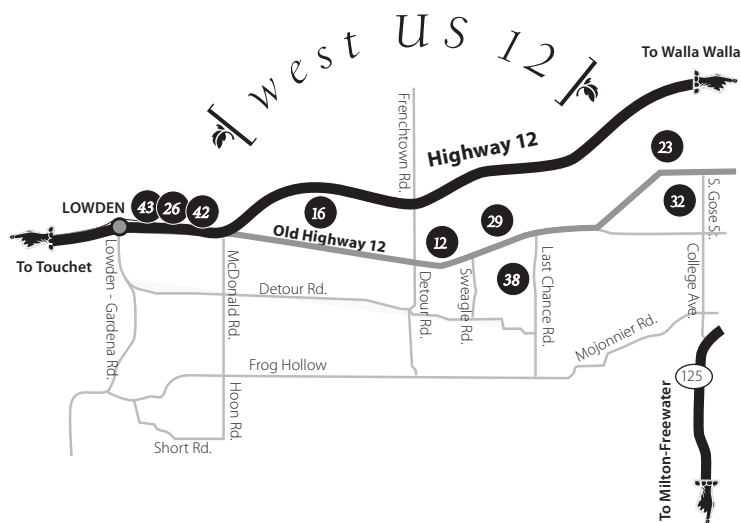 [west US 12]
To Walla Walla
Frenchtown Rd.
Highway 12
23
LOWDEN
43
26
42
16
29
32
S. Gose St.
Old Highway 12
12
To Touchet
38
Lowden - Gardena Rd.
McDonald Rd.
Detour Rd.
Detour Rd.
Sweagle Rd.
Last Chance Rd.
College Ave.
Mojonnier Rd.
Frog Hollow
125
Hoon Rd.
Short Rd.
To Milton-Freewater